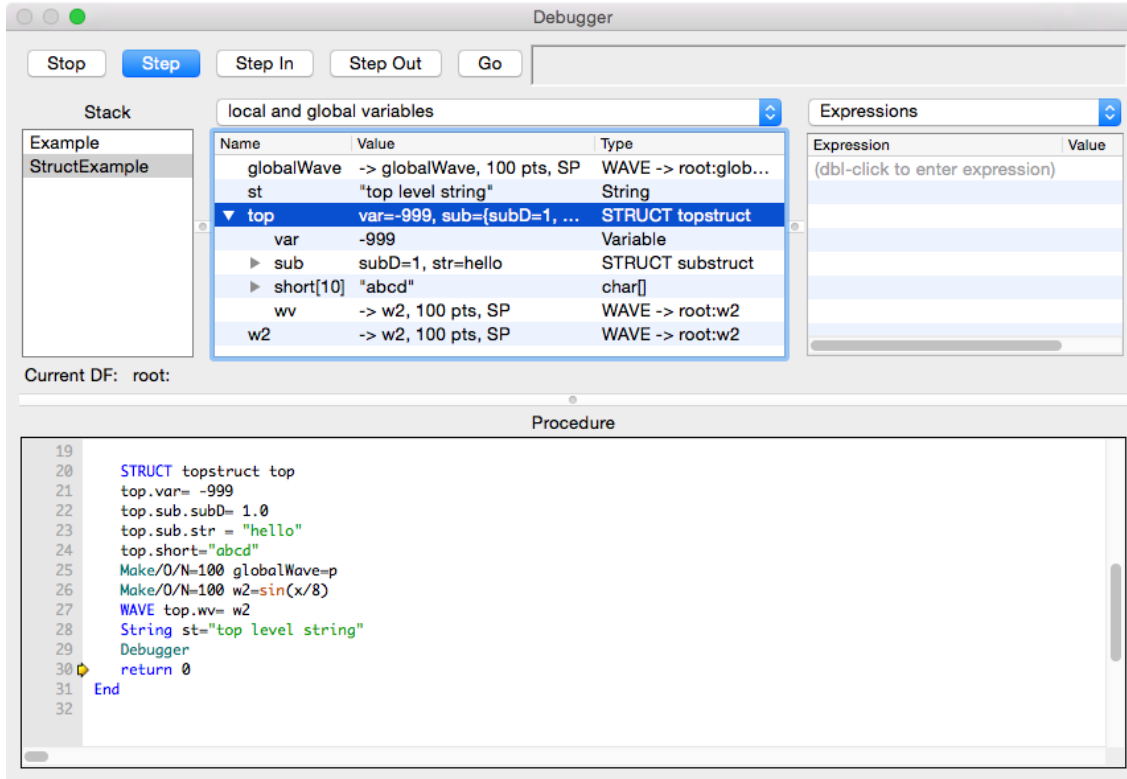 Debugger
Stop Step Step In Step Out Go
Stack local and global variables Expressions
Example Name Value Type Expression Value
StructExample globalWave -> globalWave, 100 pts, SP WAVE -> root:glob... (dbl-click to enter expression)
st "top level string" String
▼ top var=-999, sub={subD=1, ... STRUCT topstruct
var -999 Variable
▶ sub subD=1, str=hello STRUCT substruct
▶ short[10] "abcd" char[]
wv -> w2, 100 pts, SP WAVE -> root:w2
w2 -> w2, 100 pts, SP WAVE -> root:w2
Current DF: root:
Procedure
19
20 STRUCT topstruct top
21 top.var= -999
22 top.sub.subD= 1.0
23 top.sub.str = "hello"
24 top.short="abcd"
25 Make/O/N=100 globalWave=p
26 Make/O/N=100 w2=sin(x/8)
27 WAVE top.wv= w2
28 String st="top level string"
29 Debugger
30 return 0
31 End
32